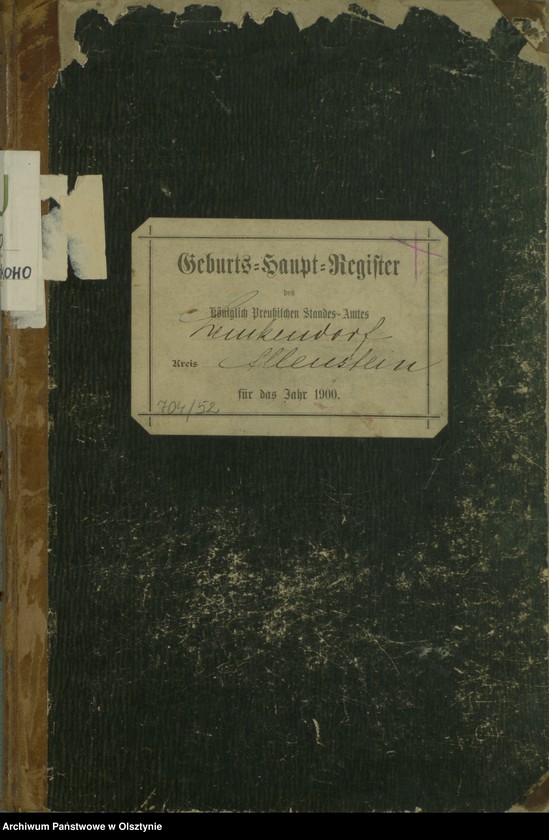 Geburts=Haupt=Register
des
Königlich Preußischen Standes=Amtes
Kreis Allenstein
für das Jahr 1900.
704/52
Archiwum Państwowe w Olsztynie